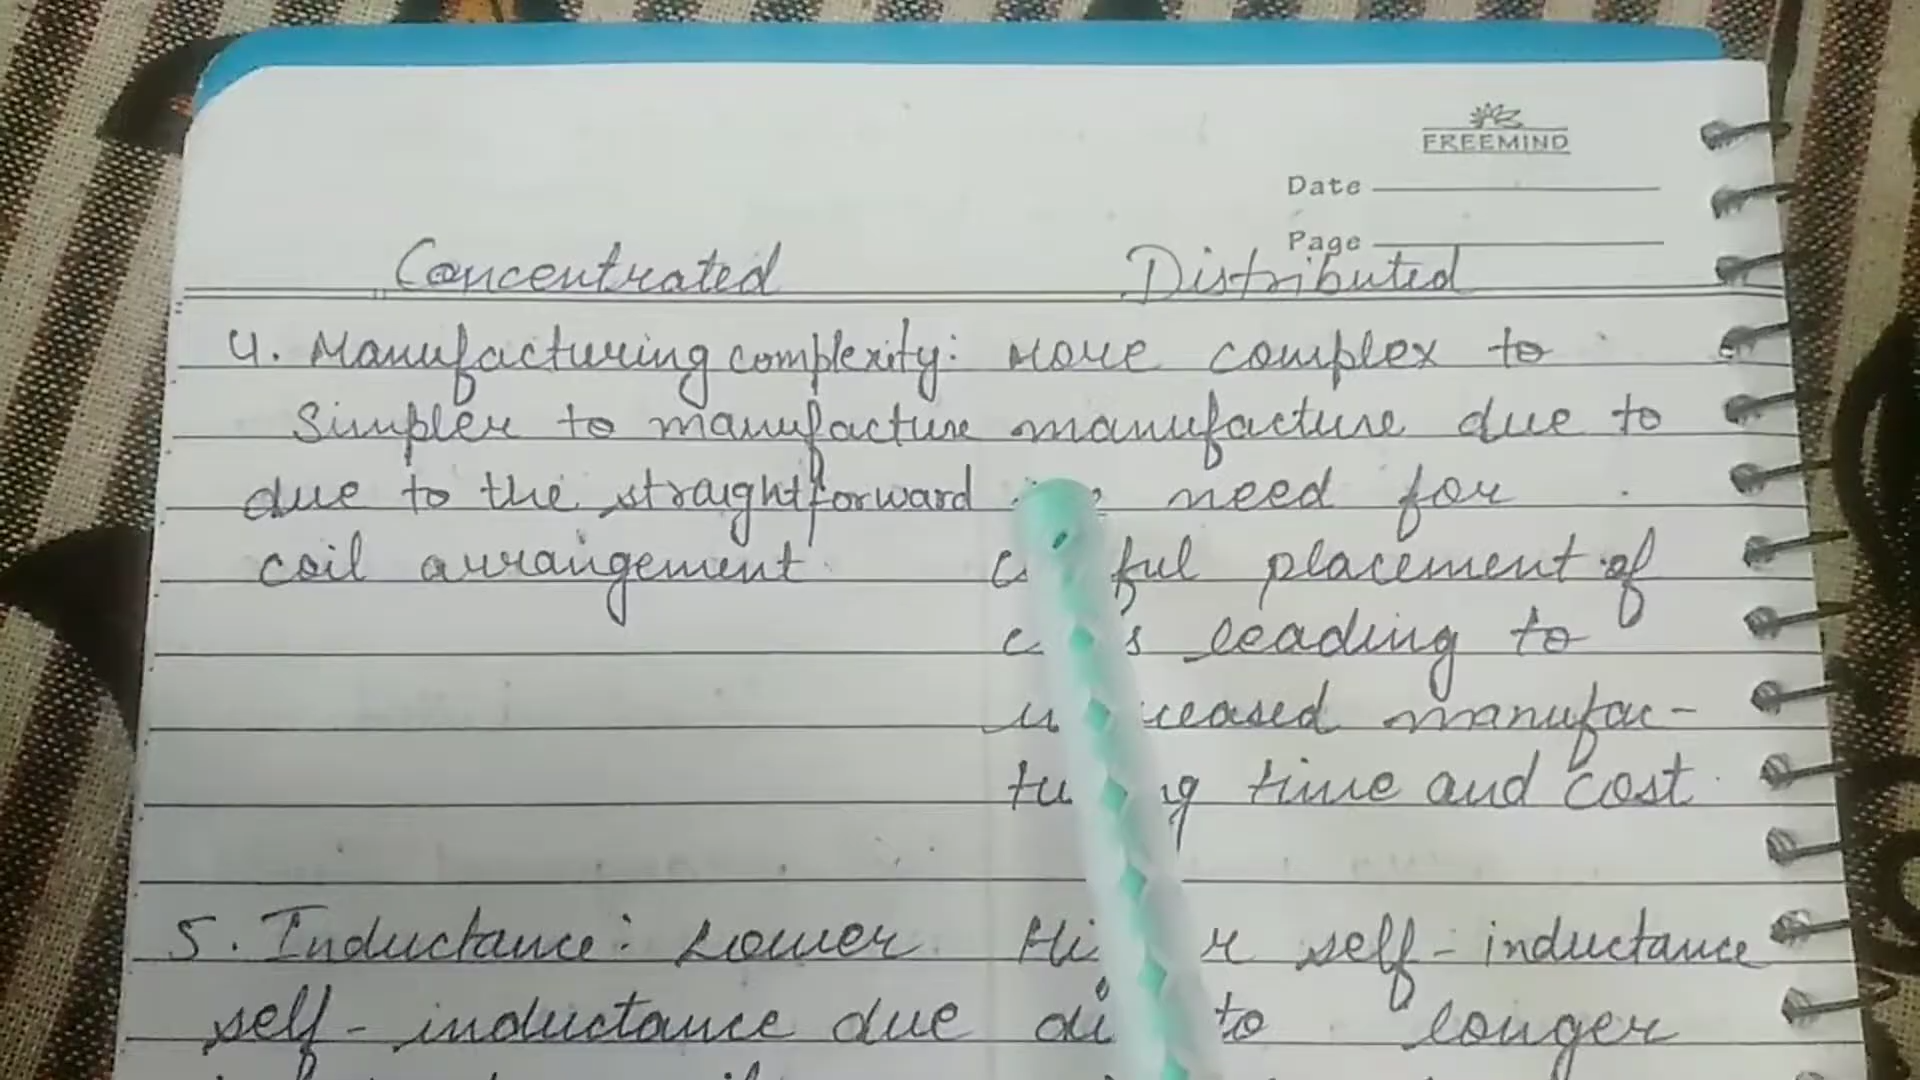 FREEMIND
Date
Page
Concentrated Distributed
4. Manufacturing complexity: More complex to
Simpler to manufacture manufacture due to
due to the straightforward need for
coil arrangement placement of
leading to
manufac-
time and cost
5. Inductance: Lower self-inductance
self-inductance due to longer